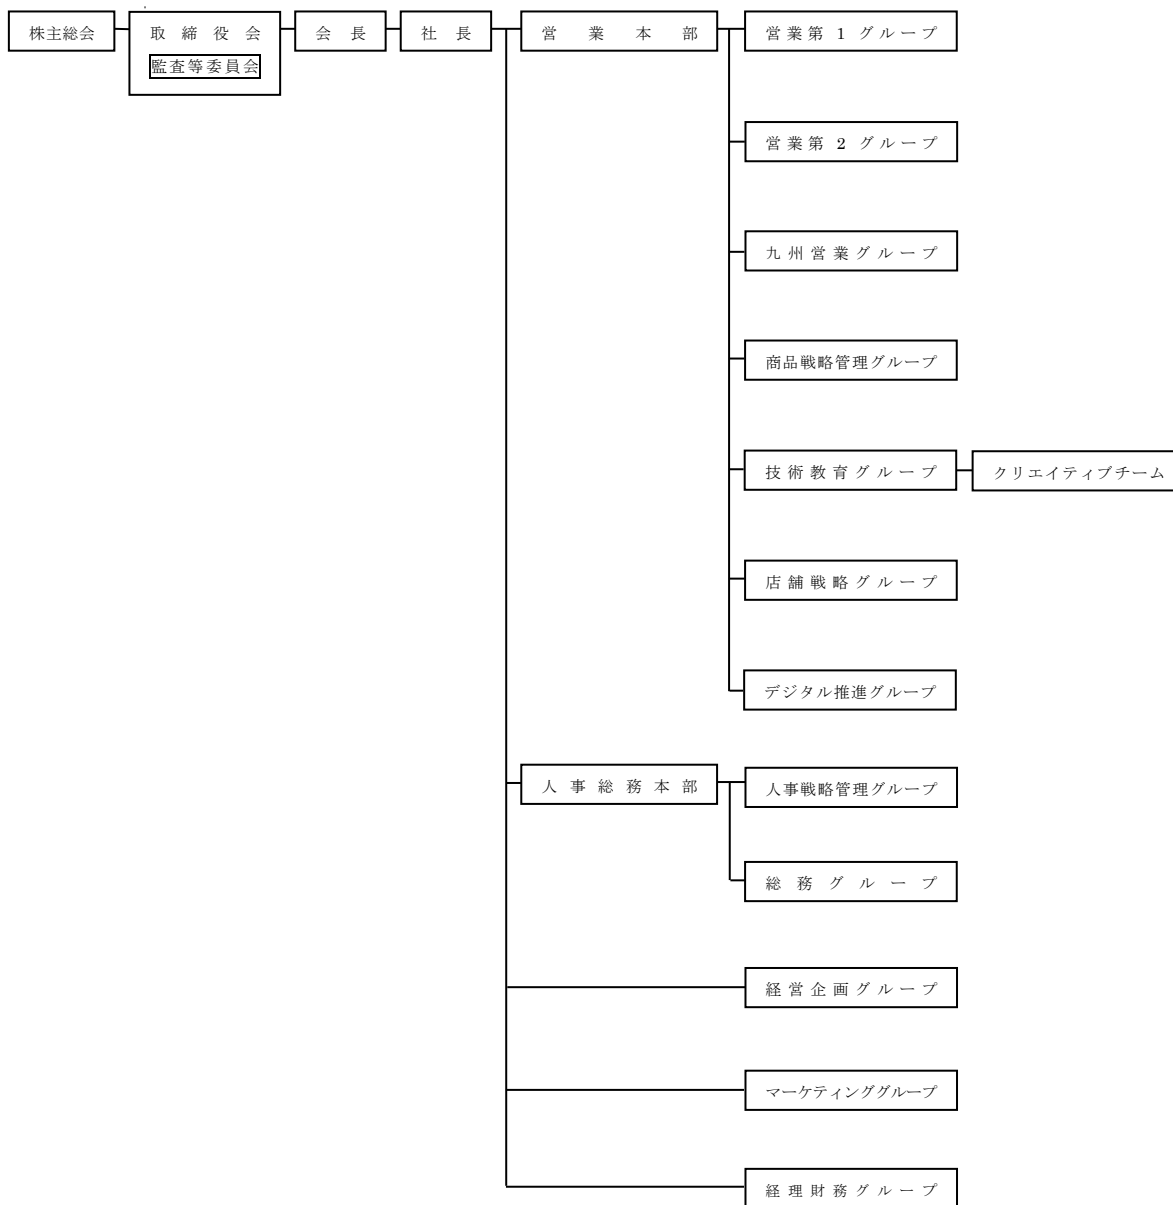 株主総会
取締役会
監査等委員会
会長
社長
営業本部
営業第1グループ
営業第2グループ
九州営業グループ
商品戦略管理グループ
技術教育グループ
クリエイティブチーム
店舗戦略グループ
デジタル推進グループ
人事総務本部
人事戦略管理グループ
総務グループ
経営企画グループ
マーケティンググループ
経理財務グループ